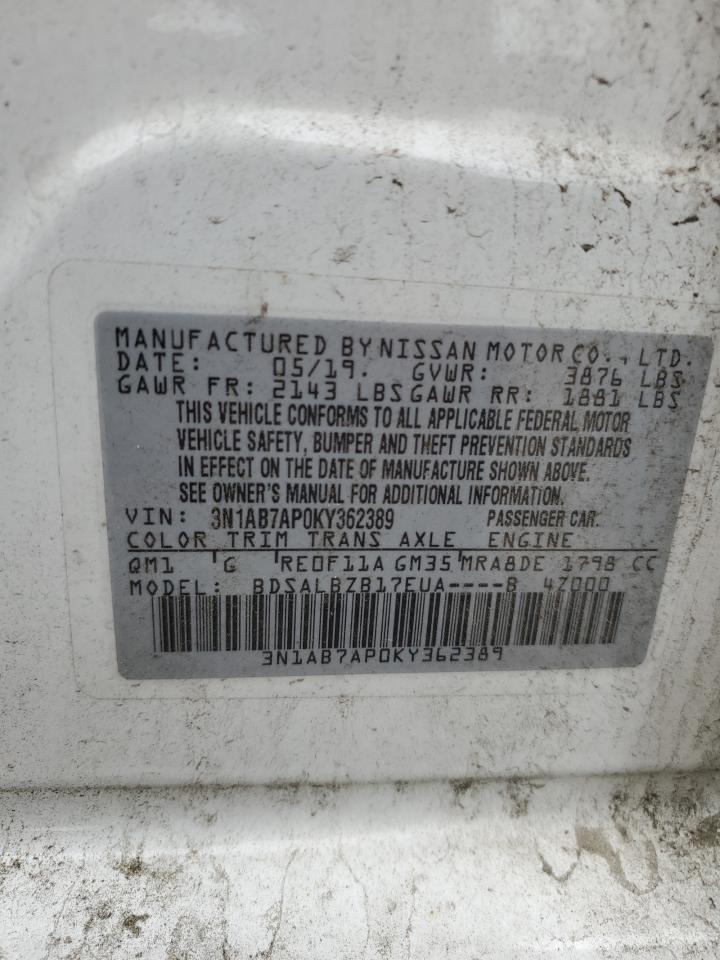 MANUFACTURED BY NISSAN MOTOR CO., LTD.
DATE: 05/19. GVWR: 3876 LBS
GAWR FR: 2143 LBS GAWR RR: 1881 LBS
THIS VEHICLE CONFORMS TO ALL APPLICABLE FEDERAL MOTOR
VEHICLE SAFETY, BUMPER AND THEFT PREVENTION STANDARDS
IN EFFECT ON THE DATE OF MANUFACTURE SHOWN ABOVE.
SEE OWNER'S MANUAL FOR ADDITIONAL INFORMATION.
VIN: 3N1AB7AP0KY362389 PASSENGER CAR.
COLOR TRIM TRANS AXLE ENGINE
QM1 G RE0F11A GM35 MRA8DE 1798 CC
MODEL: BDSALBZB17EUA----B 4Z000
3N1AB7AP0KY362389